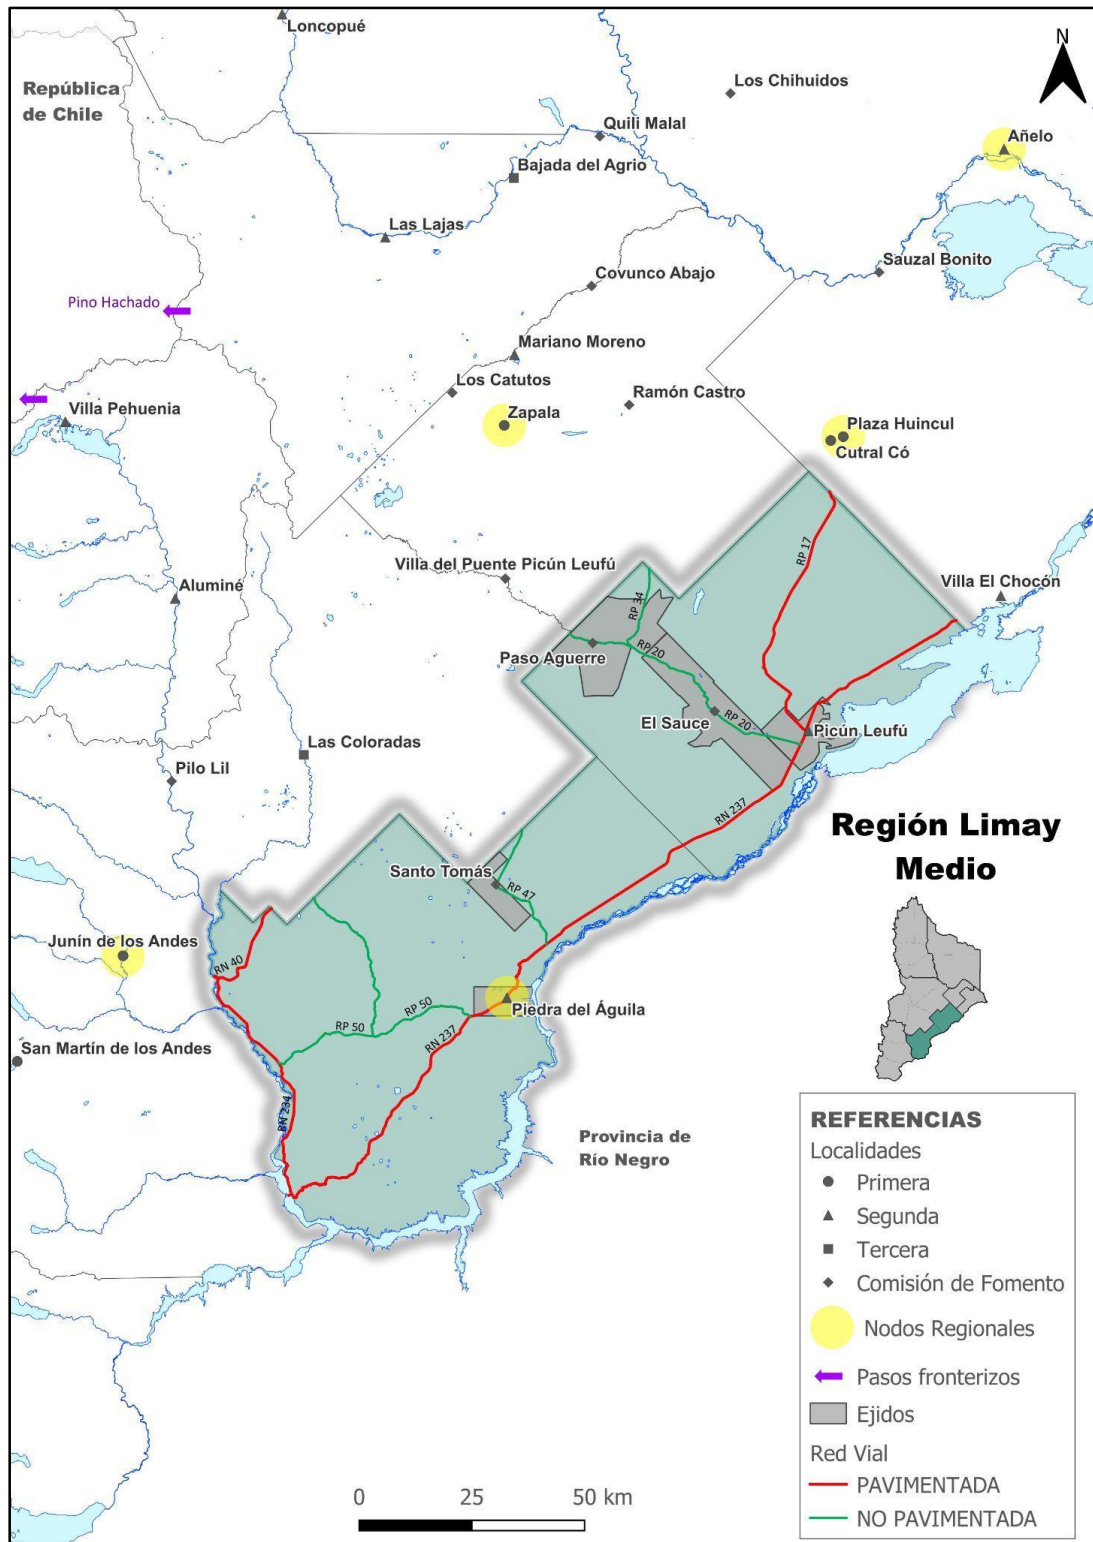 Loncopué
República
de Chile
N
Los Chihuidos
Quili Malal
Añelo
Bajada del Agrio
Las Lajas
Sauzal Bonito
Covunco Abajo
Pino Hachado
Mariano Moreno
Los Catutos
Ramón Castro
Villa Pehuenia
Zapala
Plaza Huincul
Cutral Có
RP 17
Villa del Puente Picún Leufú
Villa El Chocón
Aluminé
RP 34
Paso Aguerre
RP 20
El Sauce
RP 20
Picún Leufú
Las Coloradas
Pilo Lil
RN 237
Región Limay
Medio
Santo Tomás
RP 47
Junín de los Andes
RN 40
Piedra del Águila
RP 50
RP 50
RN 237
San Martín de los Andes
RN 234
Provincia de
Río Negro
REFERENCIAS
Localidades
Primera
Segunda
Tercera
Comisión de Fomento
Nodos Regionales
Pasos fronterizos
Ejidos
Red Vial
PAVIMENTADA
NO PAVIMENTADA
0 25 50 km